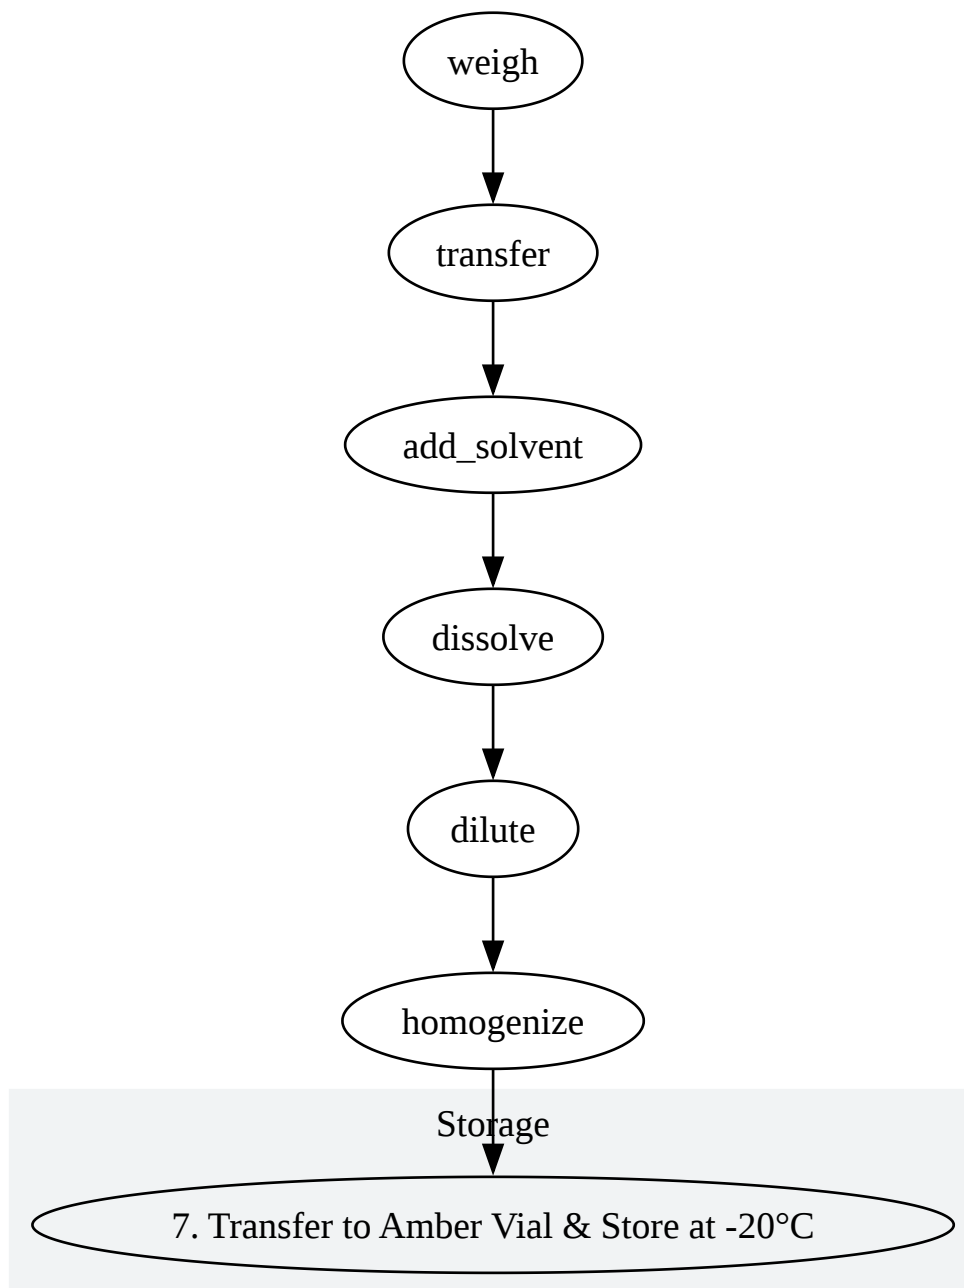 weigh
transfer
add_solvent
dissolve
dilute
homogenize
Storage
7. Transfer to Amber Vial & Store at -20°C